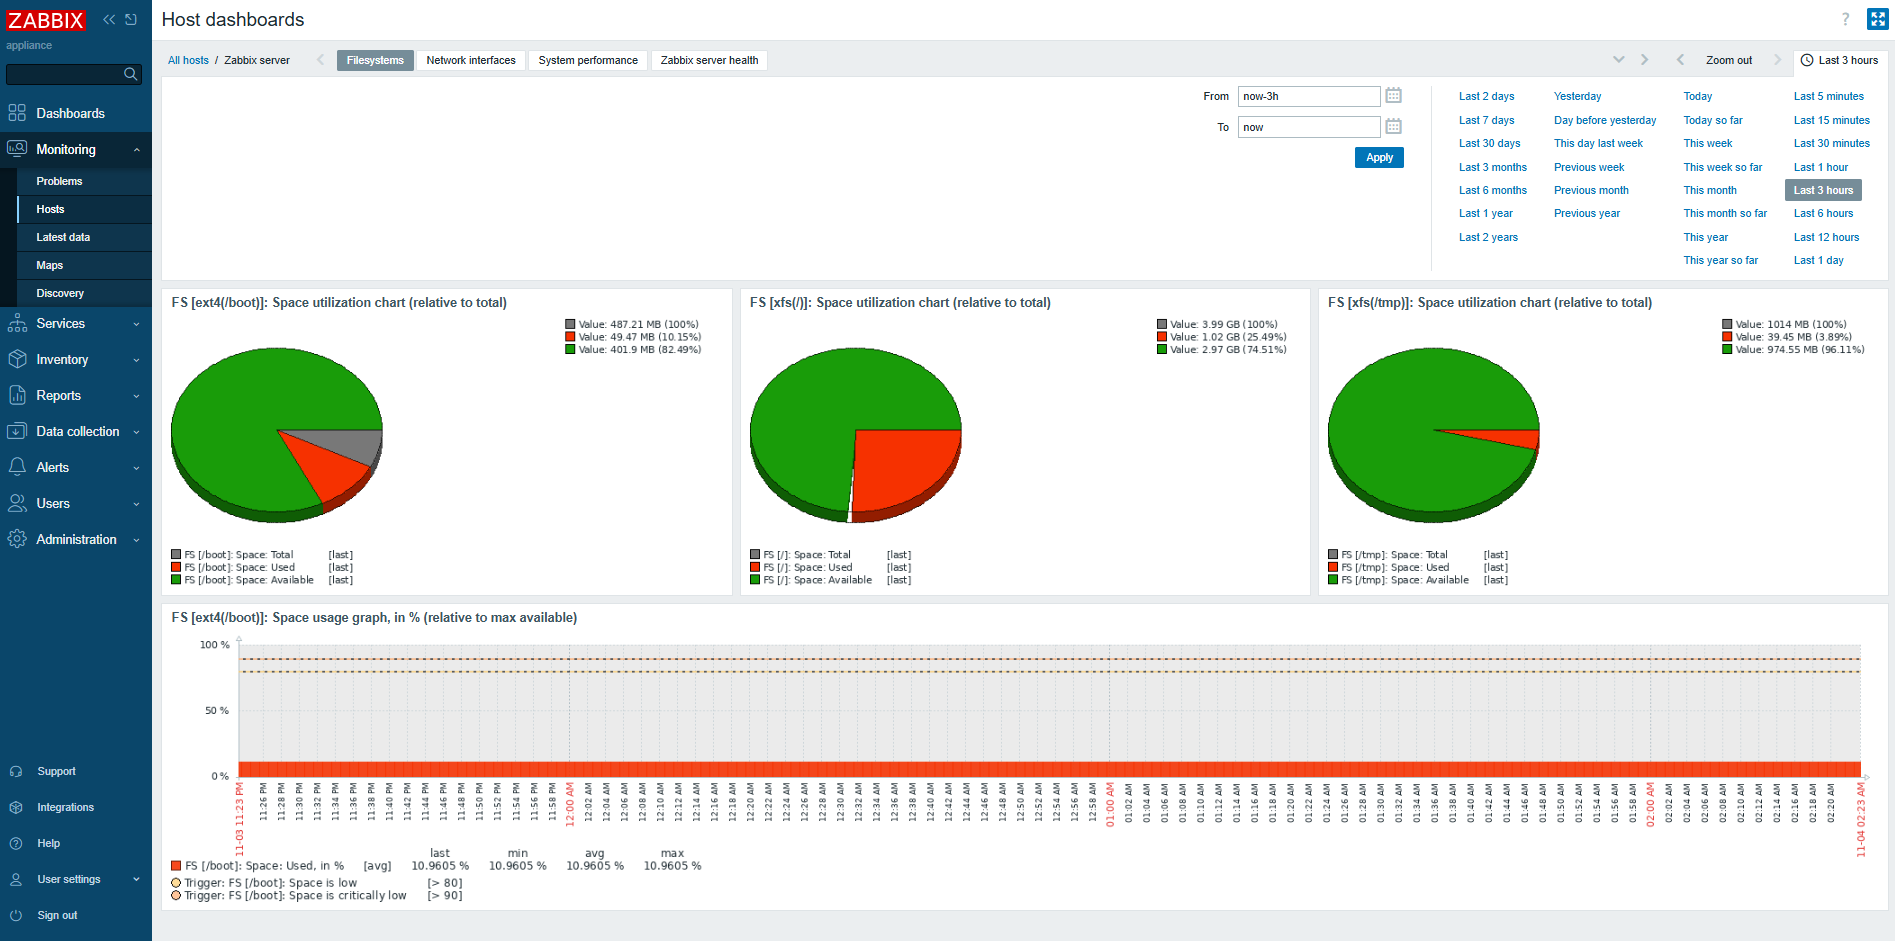 ZABBIX
appliance
Dashboards
Monitoring
Problems
Hosts
Latest data
Maps
Discovery
Services
Inventory
Reports
Data collection
Alerts
Users
Administration
Support
Integrations
Help
User settings
Sign out
Host dashboards
?
All hosts / Zabbix server
Filesystems
Network interfaces
System performance
Zabbix server health
Zoom out
Last 3 hours
From now-3h
To now
Apply
Last 2 days Yesterday Today Last 5 minutes
Last 7 days Day before yesterday Today so far Last 15 minutes
Last 30 days This day last week This week Last 30 minutes
Last 3 months Previous week This week so far Last 1 hour
Last 6 months Previous month This month Last 3 hours
Last 1 year Previous year This month so far Last 6 hours
Last 2 years This year Last 12 hours
This year so far Last 1 day
FS [ext4(/boot)]: Space utilization chart (relative to total)
Value: 487.21 MB (100%)
Value: 49.47 MB (10.15%)
Value: 401.9 MB (82.49%)
FS [/boot]: Space: Total [last]
FS [/boot]: Space: Used [last]
FS [/boot]: Space: Available [last]
FS [xfs(/)]: Space utilization chart (relative to total)
Value: 3.99 GB (100%)
Value: 1.02 GB (25.49%)
Value: 2.97 GB (74.51%)
FS [/]: Space: Total [last]
FS [/]: Space: Used [last]
FS [/]: Space: Available [last]
FS [xfs(/tmp)]: Space utilization chart (relative to total)
Value: 1014 MB (100%)
Value: 39.45 MB (3.89%)
Value: 974.55 MB (96.11%)
FS [/tmp]: Space: Total [last]
FS [/tmp]: Space: Used [last]
FS [/tmp]: Space: Available [last]
FS [ext4(/boot)]: Space usage graph, in % (relative to max available)
100 %
50 %
0 %
11-03 11:23 PM
11:26 PM
11:28 PM
11:30 PM
11:32 PM
11:34 PM
11:36 PM
11:38 PM
11:40 PM
11:42 PM
11:44 PM
11:46 PM
11:48 PM
11:50 PM
11:52 PM
11:54 PM
11:56 PM
11:58 PM
12:00 AM
12:02 AM
12:04 AM
12:06 AM
12:08 AM
12:10 AM
12:12 AM
12:14 AM
12:16 AM
12:18 AM
12:20 AM
12:22 AM
12:24 AM
12:26 AM
12:28 AM
12:30 AM
12:32 AM
12:34 AM
12:36 AM
12:38 AM
12:40 AM
12:42 AM
12:44 AM
12:46 AM
12:48 AM
12:50 AM
12:52 AM
12:54 AM
12:56 AM
12:58 AM
01:00 AM
01:02 AM
01:04 AM
01:06 AM
01:08 AM
01:10 AM
01:12 AM
01:14 AM
01:16 AM
01:18 AM
01:20 AM
01:22 AM
01:24 AM
01:26 AM
01:28 AM
01:30 AM
01:32 AM
01:34 AM
01:36 AM
01:38 AM
01:40 AM
01:42 AM
01:44 AM
01:46 AM
01:48 AM
01:50 AM
01:52 AM
01:54 AM
01:56 AM
01:58 AM
02:00 AM
02:02 AM
02:04 AM
02:06 AM
02:08 AM
02:10 AM
02:12 AM
02:14 AM
02:16 AM
02:18 AM
02:20 AM
11-04 02:23 AM
last min avg max
FS [/boot]: Space: Used, in % [avg] 10.9605 % 10.9605 % 10.9605 % 10.9605 %
Trigger: FS [/boot]: Space is low [> 80]
Trigger: FS [/boot]: Space is critically low [> 90]